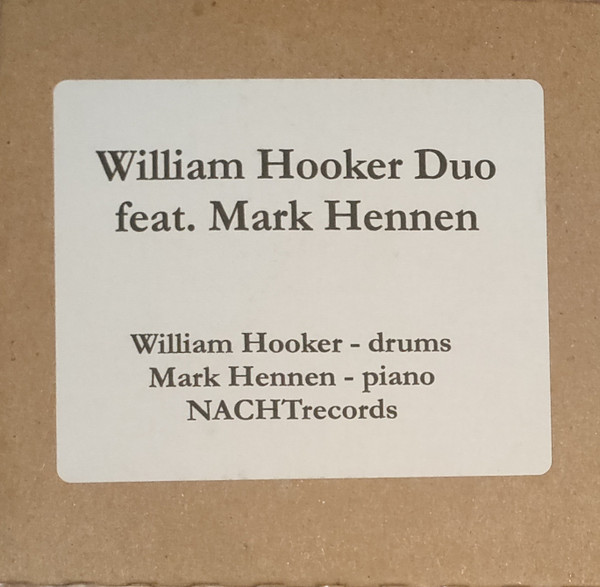 William Hooker Duo
feat. Mark Hennen
William Hooker - drums
Mark Hennen - piano
NACHTrecords